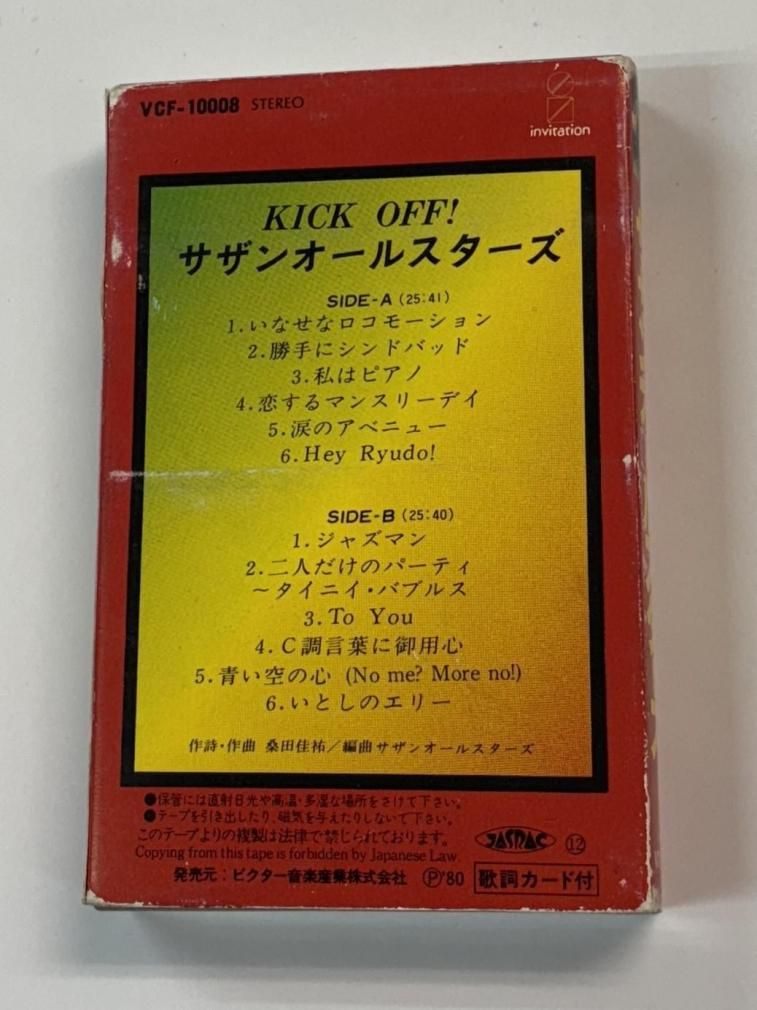 VCF-10008 STEREO
invitation
KICK OFF!
サザンオールスターズ
SIDE-A (25:41)
1.いなせなロコモーション
2.勝手にシンドバッド
3.私はピアノ
4.恋するマンスリーデイ
5.涙のアベニュー
6.Hey Ryudo!
SIDE-B (25:40)
1.ジャズマン
2.二人だけのパーティ
〜タイニイ・バブルス
3.To You
4.C調言葉に御用心
5.青い空の心 (No me? More no!)
6.いとしのエリー
作詩・作曲 桑田佳祐/編曲サザンオールスターズ
●保管には直射日光や高温・多湿な場所をさけて下さい。
●テープを引き出したり、磁気を与えたりしないで下さい。
このテープよりの複製は法律で禁じられております。
Copying from this tape is forbidden by Japanese Law.
JASRAC ⑫
発売元:ビクター音楽産業株式会社 Ⓟ'80 歌詞カード付